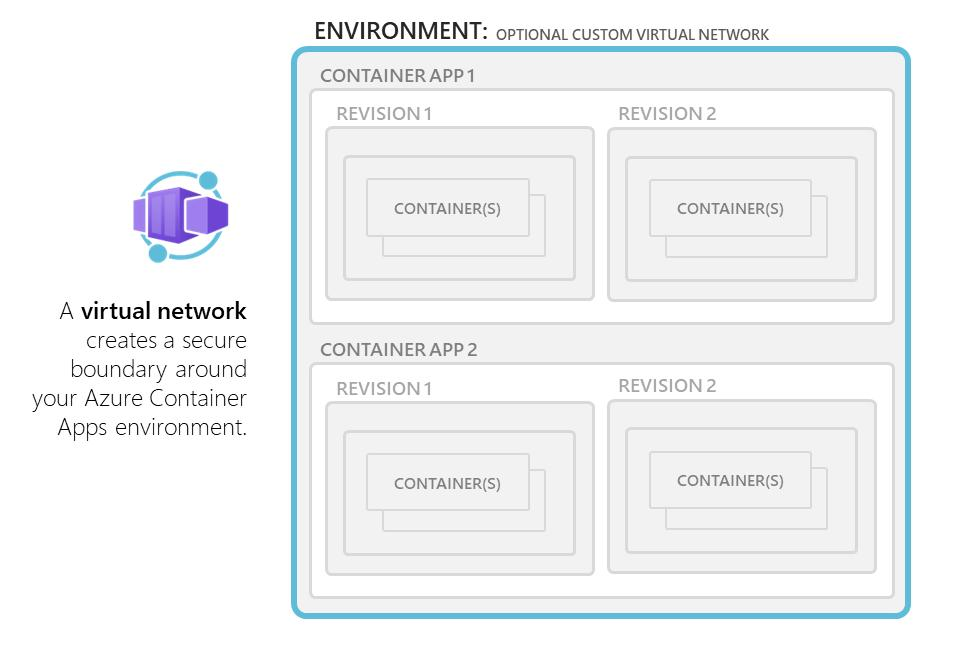 ENVIRONMENT: OPTIONAL CUSTOM VIRTUAL NETWORK
CONTAINER APP 1
REVISION 1
REVISION 2
CONTAINER(S)
CONTAINER(S)
A virtual network
creates a secure
boundary around
your Azure Container
Apps environment.
CONTAINER APP 2
REVISION 1
REVISION 2
CONTAINER(S)
CONTAINER(S)